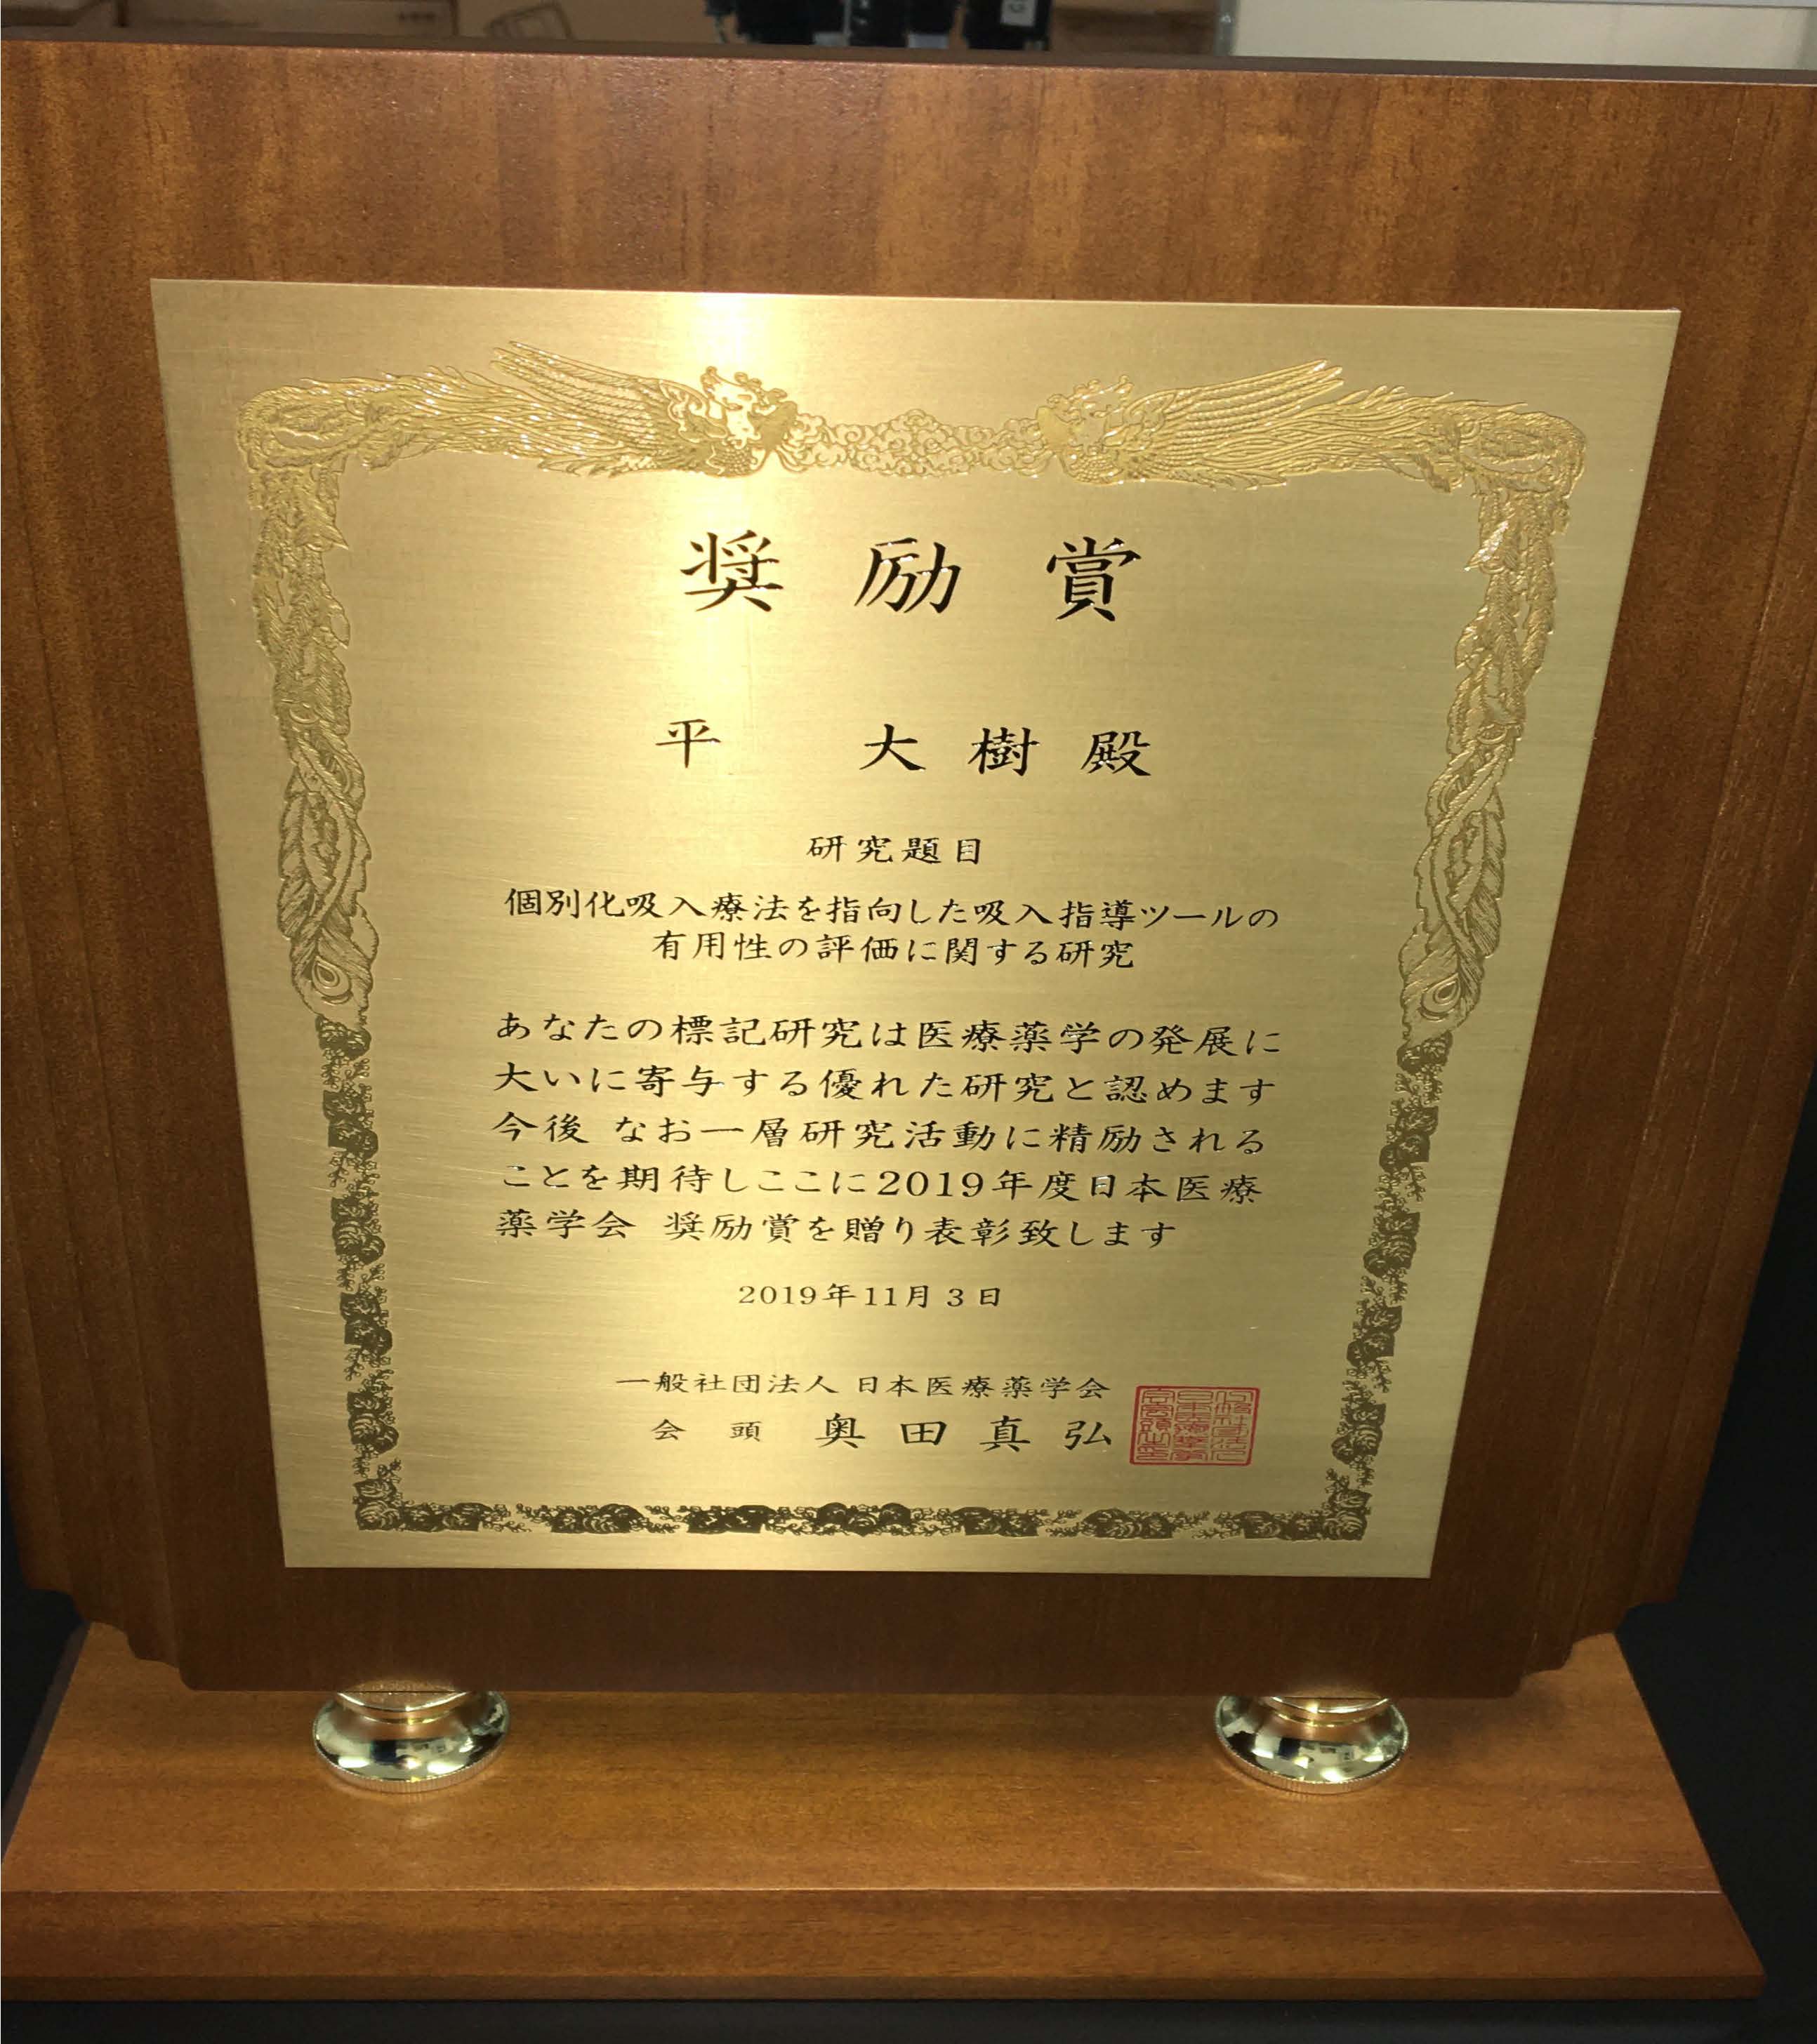 奨励賞
平 大樹殿
研究題目
個別化吸入療法を指向した吸入指導ツールの
有用性の評価に関する研究
あなたの標記研究は医療薬学の発展に
大いに寄与する優れた研究と認めます
今後 なお一層研究活動に精励される
ことを期待しここに2019年度日本医療
薬学会 奨励賞を贈り表彰致します
2019年11月3日
一般社団法人 日本医療薬学会
会頭 奥田真弘